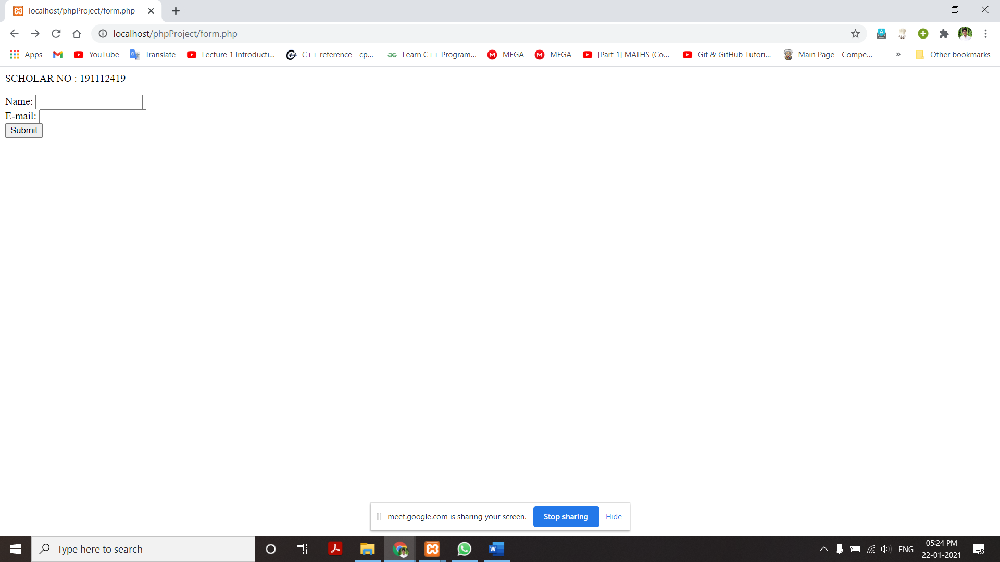 localhost/phpProject/form.php
localhost/phpProject/form.php
Apps YouTube Translate Lecture 1 Introducti... C++ reference - cp... Learn C++ Program... MEGA MEGA [Part 1] MATHS (Co... Git & GitHub Tutori... Main Page - Compe... » Other bookmarks
SCHOLAR NO : 191112419
Name:
E-mail:
Submit
meet.google.com is sharing your screen. Stop sharing Hide
Type here to search
ENG
05:24 PM
22-01-2021